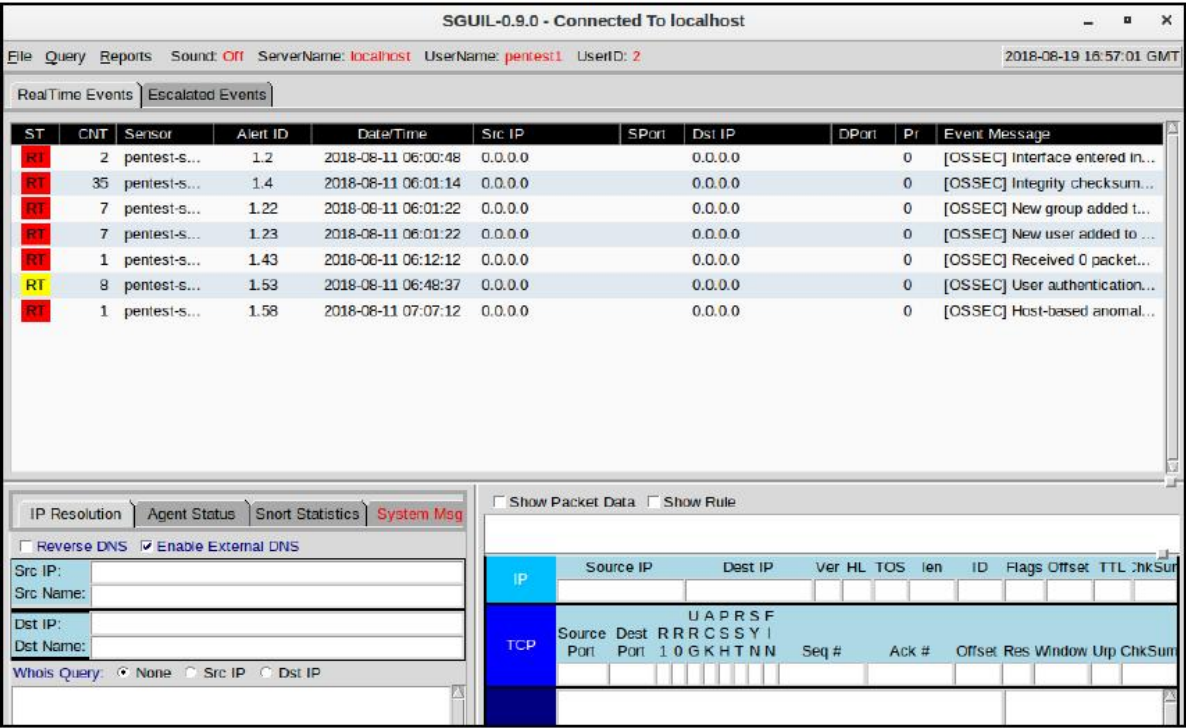 SGUIL-0.9.0 - Connected To localhost
File Query Reports Sound: Off ServerName: localhost UserName: pentest1 UserID: 2 2018-08-19 16:57:01 GMT
RealTime Events Escalated Events
ST CNT Sensor Alert ID Date/Time Src IP SPort Dst IP DPort Pr Event Message
RT 2 pentest-s... 1.2 2018-08-11 06:00:48 0.0.0.0 0.0.0.0 0 [OSSEC] Interface entered in...
RT 35 pentest-s... 1.4 2018-08-11 06:01:14 0.0.0.0 0.0.0.0 0 [OSSEC] Integrity checksum...
RT 7 pentest-s... 1.22 2018-08-11 06:01:22 0.0.0.0 0.0.0.0 0 [OSSEC] New group added t...
RT 7 pentest-s... 1.23 2018-08-11 06:01:22 0.0.0.0 0.0.0.0 0 [OSSEC] New user added to ...
RT 1 pentest-s... 1.43 2018-08-11 06:12:12 0.0.0.0 0.0.0.0 0 [OSSEC] Received 0 packet...
RT 8 pentest-s... 1.53 2018-08-11 06:48:37 0.0.0.0 0.0.0.0 0 [OSSEC] User authentication...
RT 1 pentest-s... 1.58 2018-08-11 07:07:12 0.0.0.0 0.0.0.0 0 [OSSEC] Host-based anomal...
IP Resolution Agent Status Snort Statistics System Msg
Reverse DNS Enable External DNS
Src IP:
Src Name:
Dst IP:
Dst Name:
Whois Query: None Src IP Dst IP
Show Packet Data Show Rule
IP Source IP Dest IP Ver HL TOS len ID Flags Offset TTL ChkSum
U A P R S F
Source Dest R R R C S S Y I
TCP Port Port 1 0 G K H T N N Seq # Ack # Offset Res Window Urp ChkSum